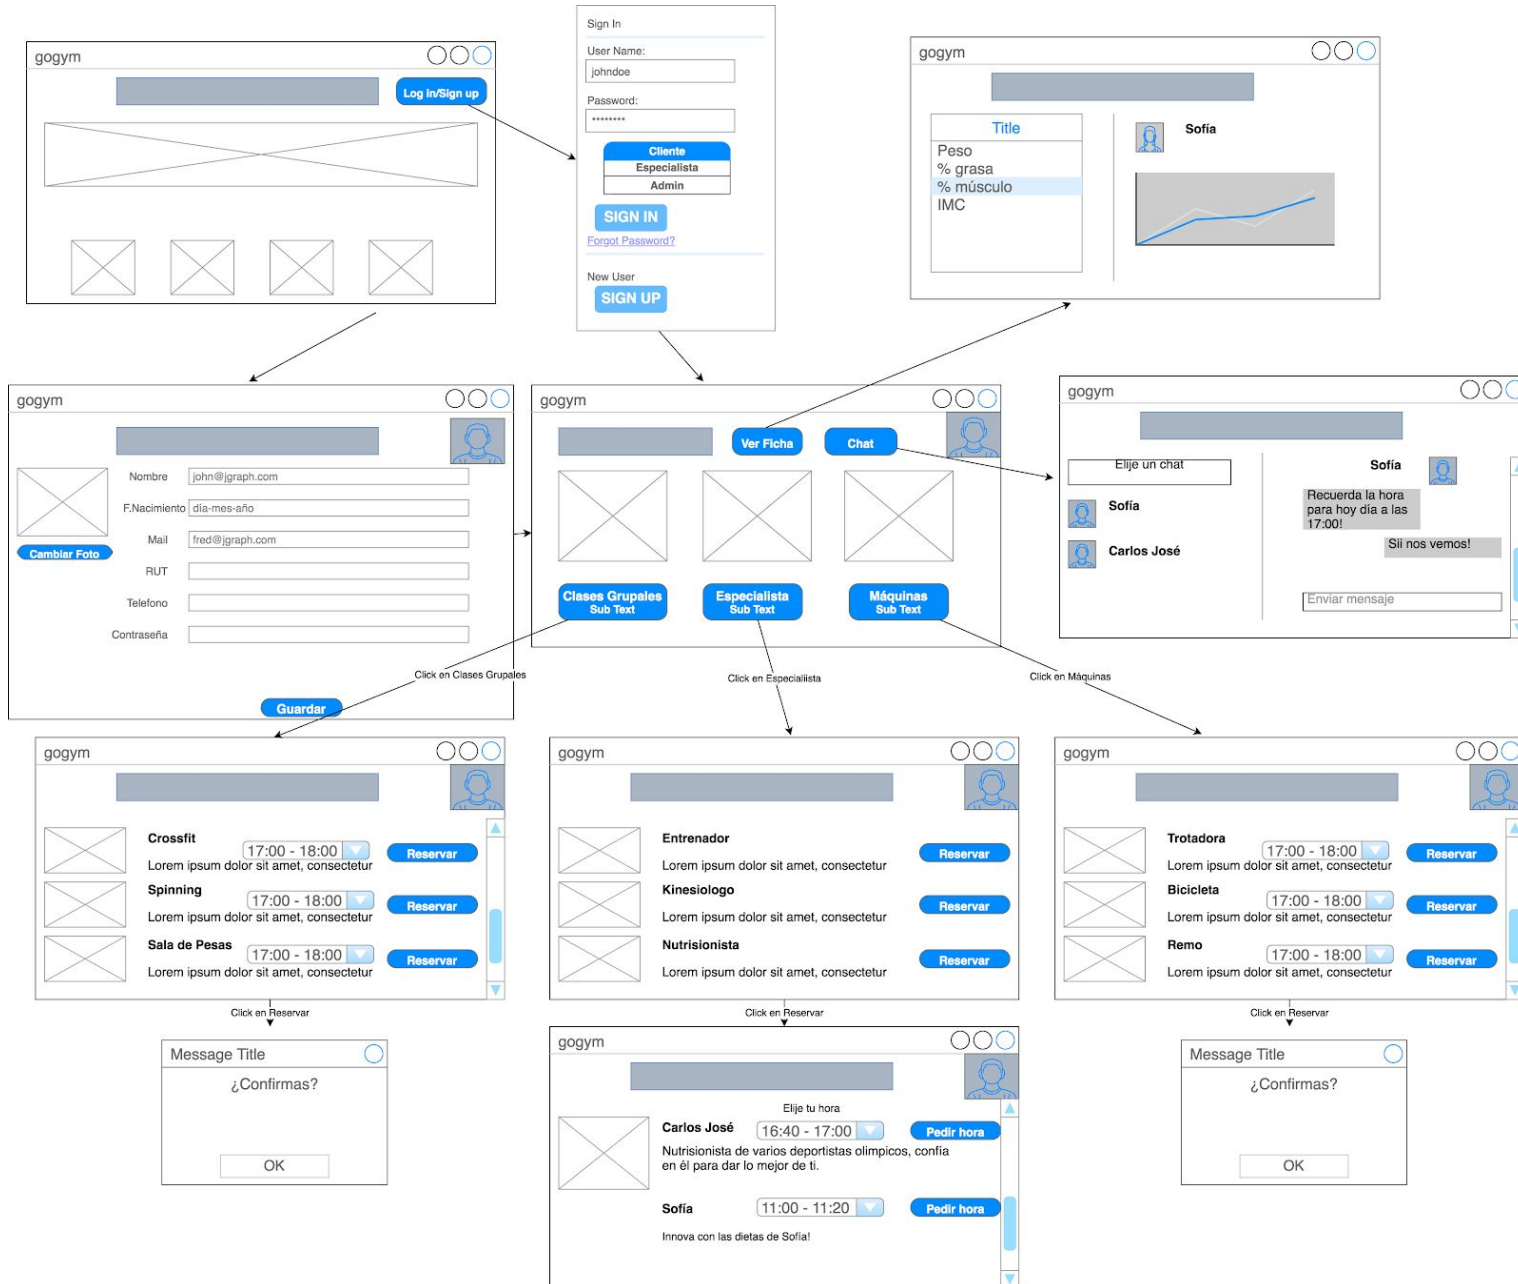 gogym
Log in/Sign up
Sign In
User Name:
johndoe
Password:
********
Cliente
Especialista
Admin
SIGN IN
Forgot Password?
New User
SIGN UP
gogym
Title
Peso
% grasa
% músculo
IMC
Sofía
gogym
Nombre
john@jgraph.com
F.Nacimiento
día-mes-año
Mail
fred@jgraph.com
Cambiar Foto
RUT
Telefono
Contraseña
Guardar
gogym
Ver Ficha
Chat
Clases Grupales
Sub Text
Especialista
Sub Text
Máquinas
Sub Text
gogym
Elije un chat
Sofía
Carlos José
Sofía
Recuerda la hora
para hoy día a las
17:00!
Sii nos vemos!
Enviar mensaje
Click en Clases Grupales
Click en Especialiista
Click en Máquinas
gogym
Crossfit
17:00 - 18:00
Reservar
Lorem ipsum dolor sit amet, consectetur
Spinning
17:00 - 18:00
Reservar
Lorem ipsum dolor sit amet, consectetur
Sala de Pesas
17:00 - 18:00
Reservar
Lorem ipsum dolor sit amet, consectetur
gogym
Entrenador
Reservar
Lorem ipsum dolor sit amet, consectetur
Kinesiologo
Reservar
Lorem ipsum dolor sit amet, consectetur
Nutrisionista
Reservar
Lorem ipsum dolor sit amet, consectetur
gogym
Trotadora
17:00 - 18:00
Reservar
Lorem ipsum dolor sit amet, consectetur
Bicicleta
17:00 - 18:00
Reservar
Lorem ipsum dolor sit amet, consectetur
Remo
17:00 - 18:00
Reservar
Lorem ipsum dolor sit amet, consectetur
Click en Reservar
Click en Reservar
Click en Reservar
Message Title
¿Confirmas?
OK
gogym
Elije tu hora
Carlos José
16:40 - 17:00
Pedir hora
Nutrisionista de varios deportistas olimpicos, confía
en él para dar lo mejor de ti.
Sofía
11:00 - 11:20
Pedir hora
Innova con las dietas de Sofia!
Message Title
¿Confirmas?
OK